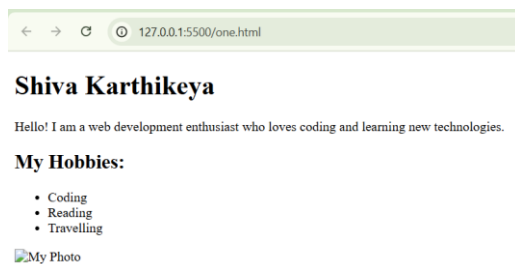 127.0.0.1:5500/one.html
Shiva Karthikeya
Hello! I am a web development enthusiast who loves coding and learning new technologies.
My Hobbies:
Coding
Reading
Travelling
My Photo